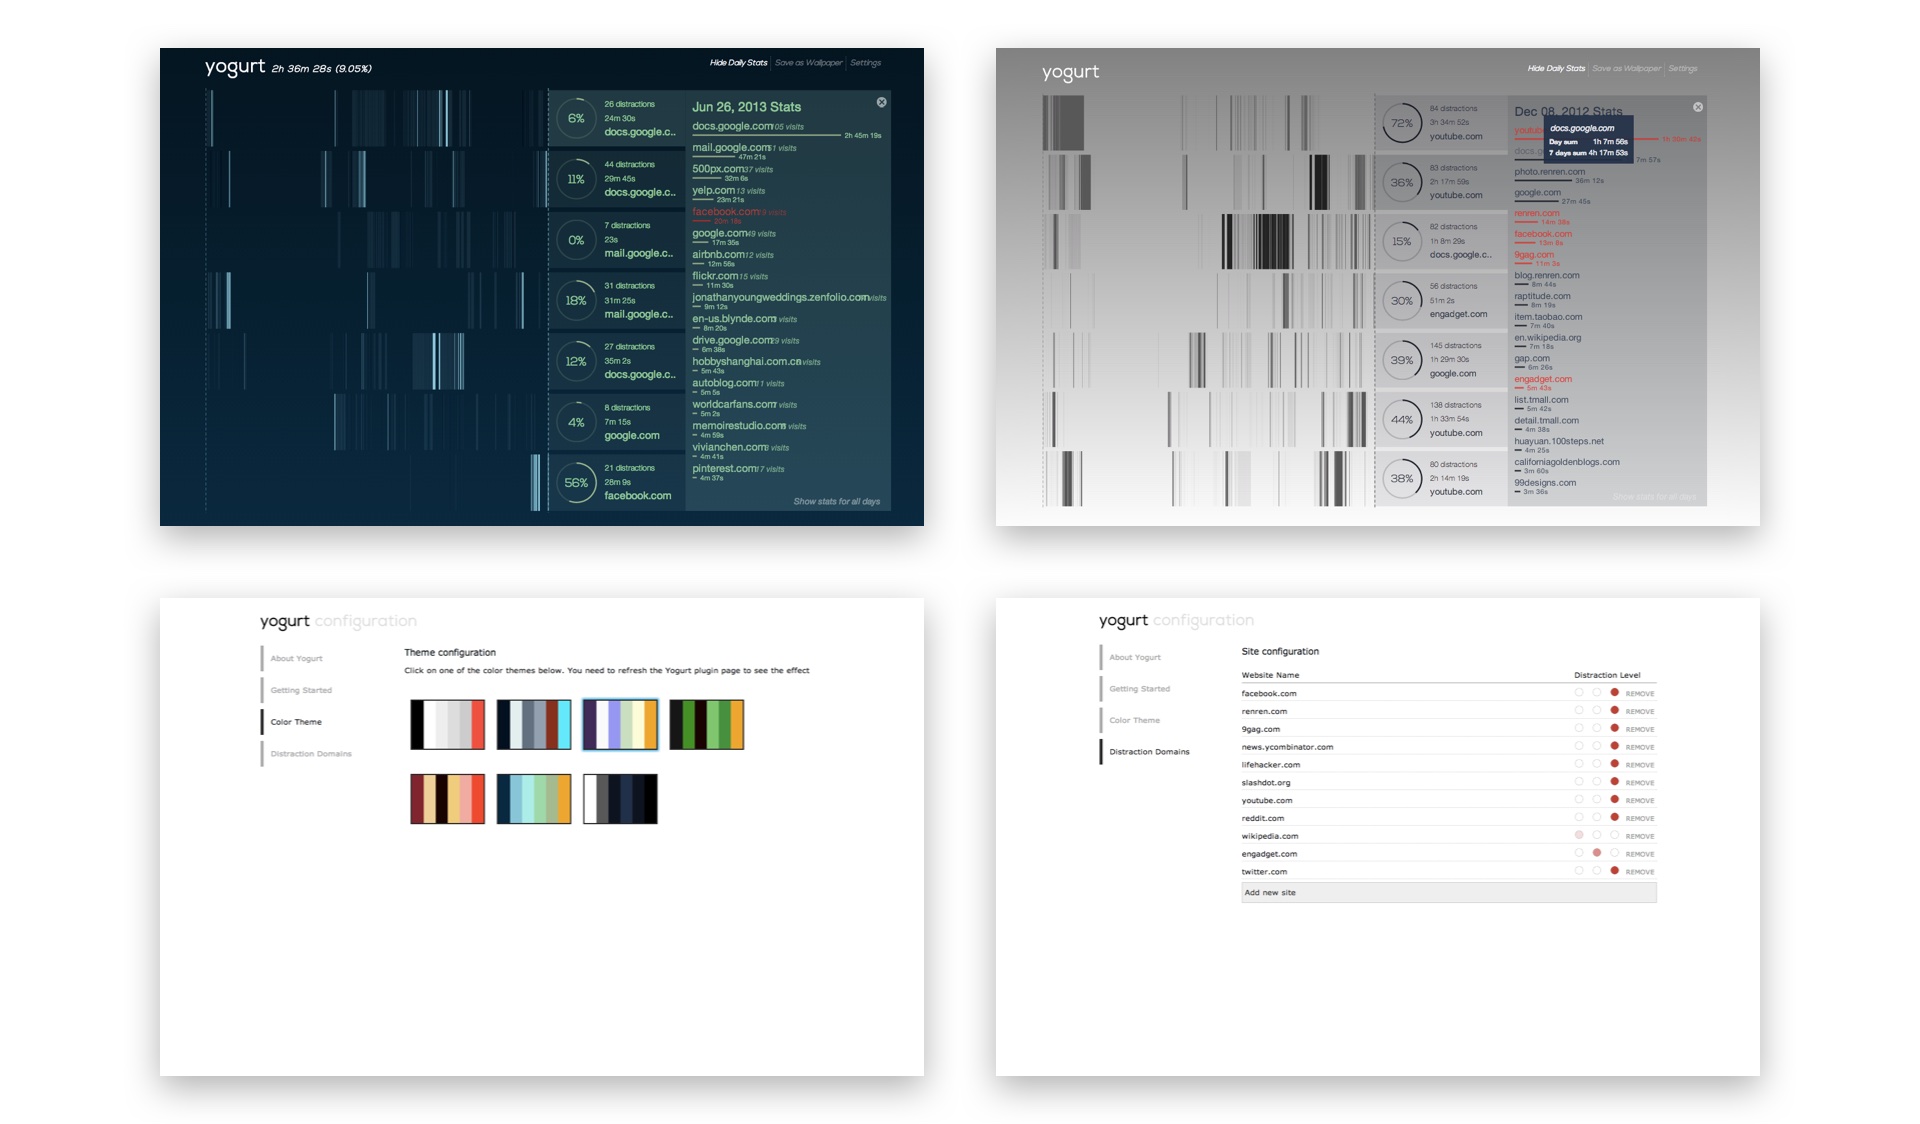 yogurt 2h 36m 28s (9.05%)
Hide Daily Stats Save as Wallpaper Settings
6%
26 distractions
24m 30s
docs.google.c..
11%
44 distractions
29m 45s
docs.google.c..
0%
7 distractions
23s
mail.google.c..
18%
31 distractions
31m 25s
mail.google.c..
12%
27 distractions
35m 2s
docs.google.c..
4%
8 distractions
7m 15s
google.com
56%
21 distractions
28m 9s
facebook.com
Jun 26, 2013 Stats
docs.google.com 05 visits
2h 45m 19s
mail.google.com 51 visits
47m 21s
500px.com 37 visits
32m 6s
yelp.com 13 visits
23m 21s
facebook.com visits
20m 18s
google.com 49 visits
17m 35s
airbnb.com 12 visits
12m 56s
flickr.com 15 visits
11m 30s
jonathanyoungweddings.zenfolio.com visits
9m 12s
en-us.blynde.com visits
8m 20s
drive.google.com 29 visits
6m 38s
hobbyshanghai.com.cn visits
5m 43s
autoblog.com 11 visits
5m 5s
worldcarfans.com visits
5m 2s
memoirestudio.com visits
4m 59s
vivianchen.com visits
4m 41s
pinterest.com 17 visits
4m 37s
Show stats for all days
yogurt
Hide Daily Stats Save as Wallpaper Settings
72%
84 distractions
3h 34m 52s
youtube.com
36%
83 distractions
2h 17m 59s
youtube.com
15%
82 distractions
1h 8m 29s
docs.google.c..
30%
56 distractions
51m 2s
engadget.com
39%
145 distractions
1h 29m 30s
google.com
44%
138 distractions
1h 33m 54s
youtube.com
38%
80 distractions
2h 14m 19s
youtube.com
Dec 08, 2012 Stats
docs.google.com
Day sum 1h 7m 56s
7 days sum 4h 17m 53s
7m 57s
photo.renren.com
36m 12s
google.com
27m 45s
renren.com
14m 38s
facebook.com
13m 8s
9gag.com
11m 3s
blog.renren.com
8m 44s
raptitude.com
8m 19s
item.taobao.com
7m 40s
en.wikipedia.org
7m 18s
gap.com
6m 26s
engadget.com
5m 43s
list.tmall.com
5m 42s
detail.tmall.com
4m 38s
huayuan.100steps.net
4m 25s
californiagoldenblogs.com
3m 60s
99designs.com
3m 36s
Show stats for all days
yogurt configuration
About Yogurt
Getting Started
Color Theme
Distraction Domains
Theme configuration
Click on one of the color themes below. You need to refresh the Yogurt plugin page to see the effect
yogurt configuration
About Yogurt
Getting Started
Color Theme
Distraction Domains
Site configuration
Website Name Distraction Level
facebook.com REMOVE
renren.com REMOVE
9gag.com REMOVE
news.ycombinator.com REMOVE
lifehacker.com REMOVE
slashdot.org REMOVE
youtube.com REMOVE
reddit.com REMOVE
wikipedia.com REMOVE
engadget.com REMOVE
twitter.com REMOVE
Add new site